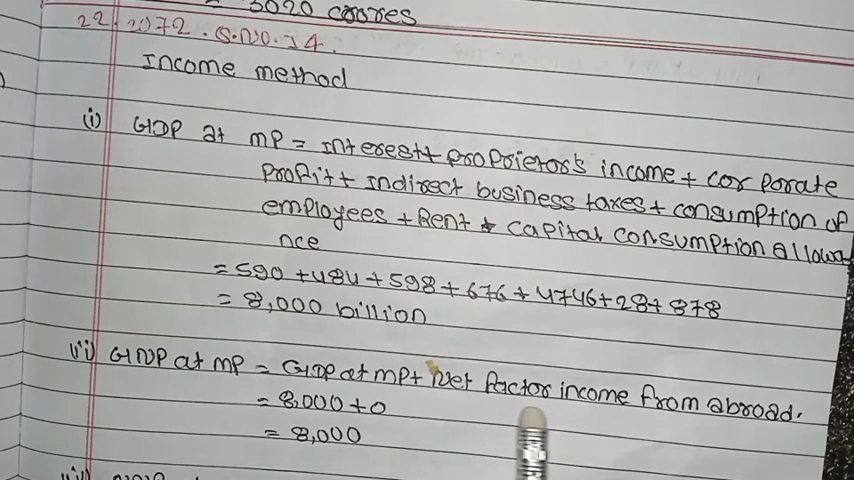 = 3020 coores
22. 2072. S.NO. 14.
Income method
(i) GDP at MP = Interest + proprietor's income + corporate
profit + Indirect business taxes + consumption of
employees + Rent + capital consumption allowa
nce
= 590 + 484 + 598 + 676 + 4746 + 28 + 878
= 8,000 billion
(ii) GNP at MP = GDP at MP + Net factor income from abroad.
= 8,000 + 0
= 8,000